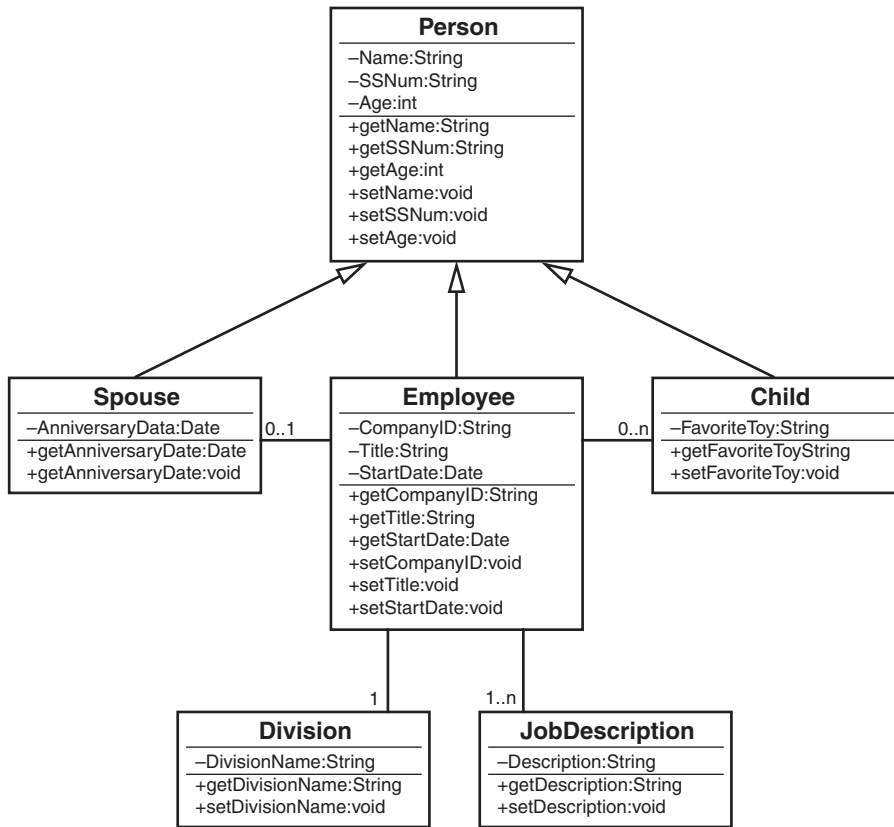 Person
–Name:String
–SSNum:String
–Age:int
+getName:String
+getSSNum:String
+getAge:int
+setName:void
+setSSNum:void
+setAge:void
Spouse
–AnniversaryData:Date
+getAnniversaryDate:Date
+getAnniversaryDate:void
0..1
Employee
–CompanyID:String
–Title:String
–StartDate:Date
+getCompanyID:String
+getTitle:String
+getStartDate:Date
+setCompanyID:void
+setTitle:void
+setStartDate:void
0..n
Child
–FavoriteToy:String
+getFavoriteToyString
+setFavoriteToy:void
1
1..n
Division
–DivisionName:String
+getDivisionName:String
+setDivisionName:void
JobDescription
–Description:String
+getDescription:String
+setDescription:void